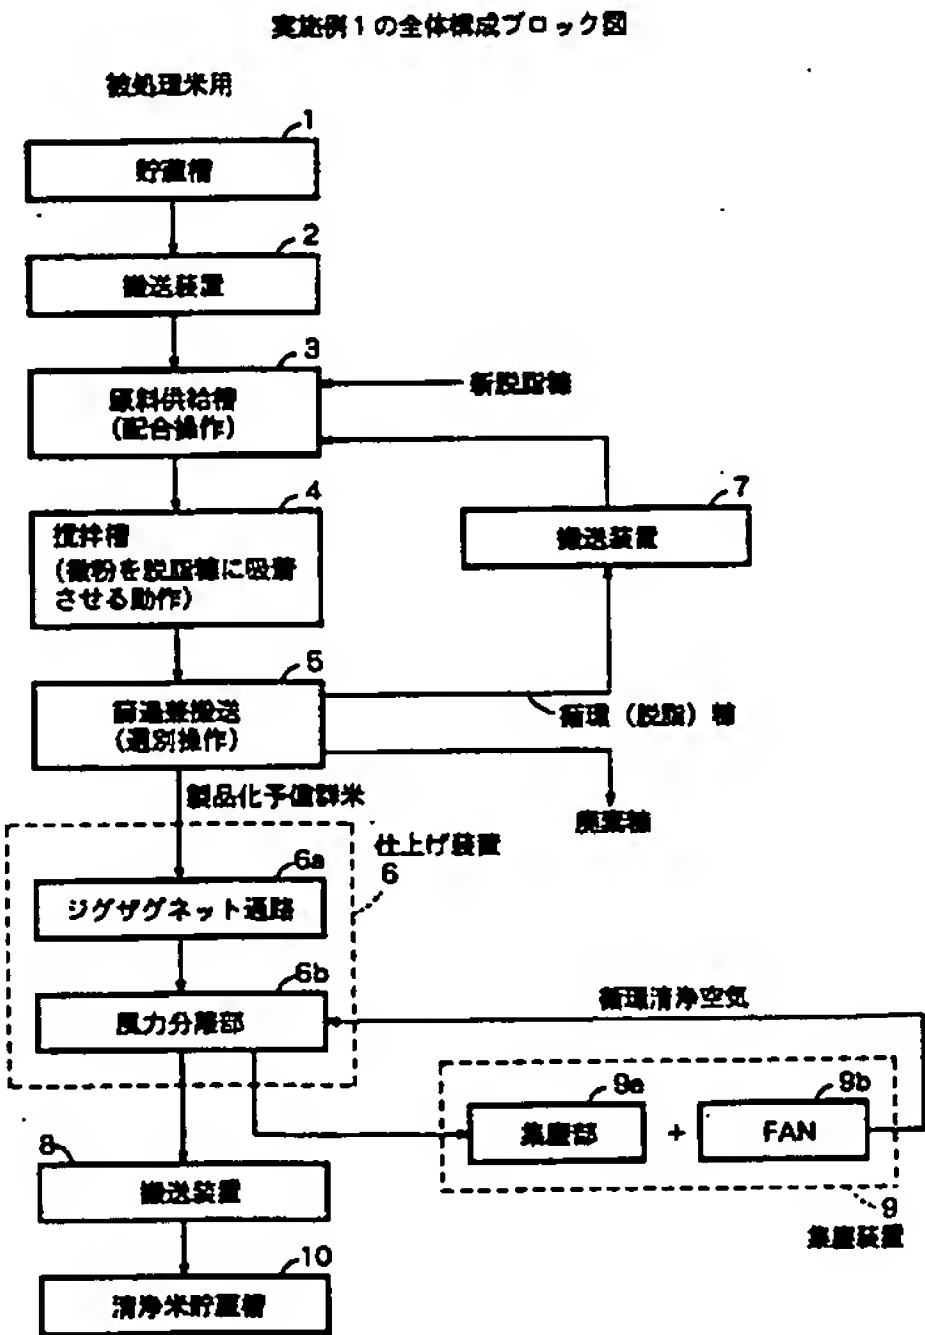 実施例1の全体構成ブロック図
被処理米用
1
貯蔵槽
2
搬送装置
3
原料供給槽
(配合操作)
新脱脂糠
4
攪拌槽
(微粉を脱脂糠に吸着
させる動作)
7
搬送装置
5
篩過兼搬送
(選別操作)
循環(脱脂)糠
廃棄糠
製品化予備群米
仕上げ装置
6
6a
ジグザグネット通路
6b
風力分離部
循環清浄空気
9a
集塵部
+
9b
FAN
9
集塵装置
8
搬送装置
10
清浄米貯蔵槽